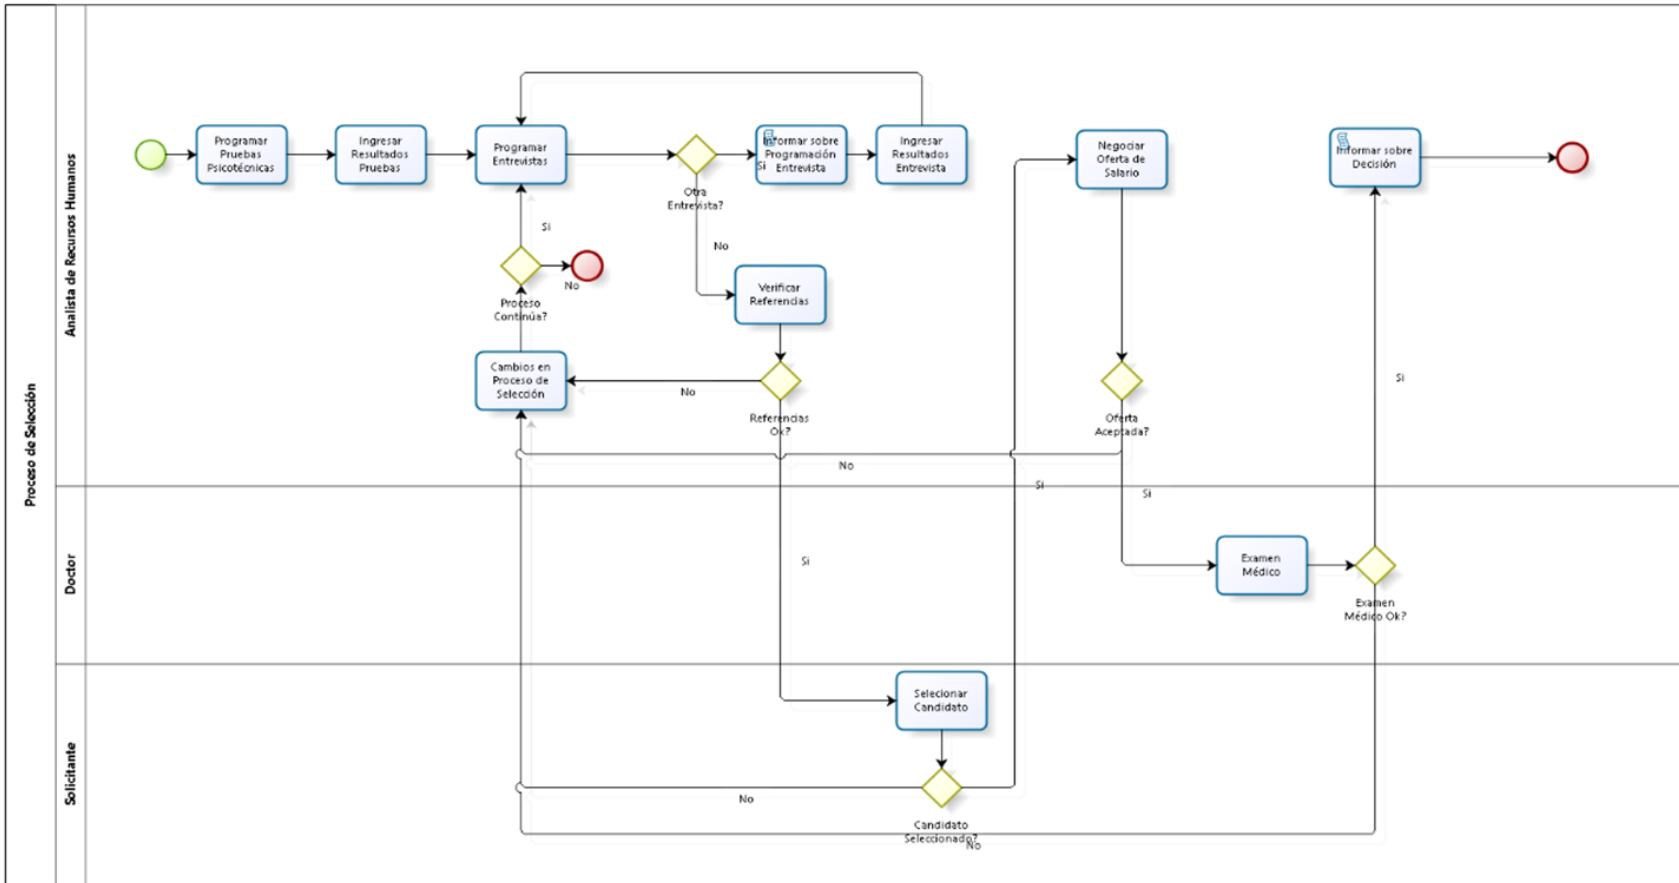 Proceso de Selección
Analista de Recursos Humanos
Programar
Pruebas
Psicotécnicas
Ingresar
Resultados
Pruebas
Programar
Entrevistas
Otra
Entrevista?
Si
Informar sobre
Programación
Entrevista
Ingresar
Resultados
Entrevista
Negociar
Oferta de
Salario
Informar sobre
Decisión
Si
No
Proceso
Continúa?
No
Verificar
Referencias
Cambios en
Proceso de
Selección
No
Referencias
Ok?
Oferta
Aceptada?
Si
No
Si
Si
Doctor
Si
Examen
Médico
Examen
Médico Ok?
Solicitante
Selecionar
Candidato
No
Candidato
Seleccionado?
No